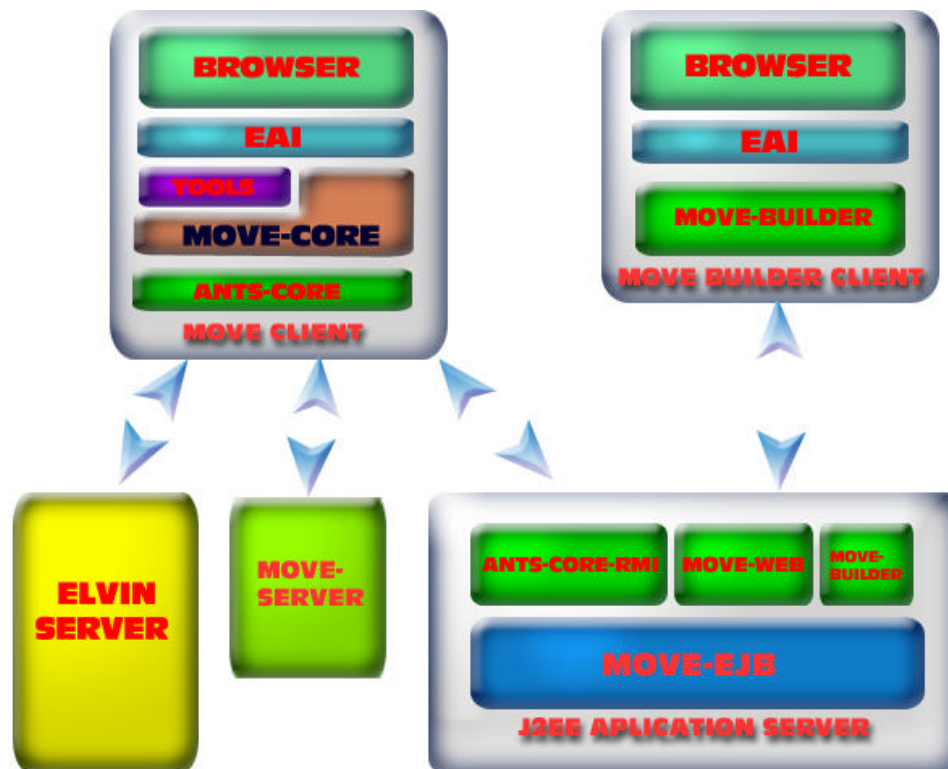 BROWSER
EAI
TOOLS
MOVE-CORE
ANTS-CORE
MOVE CLIENT
BROWSER
EAI
MOVE-BUILDER
MOVE BUILDER CLIENT
ELVIN
SERVER
MOVE-
SERVER
ANTS-CORE-RMI
MOVE-WEB
MOVE-
BUILDER
MOVE-EJB
J2EE APLICATION SERVER